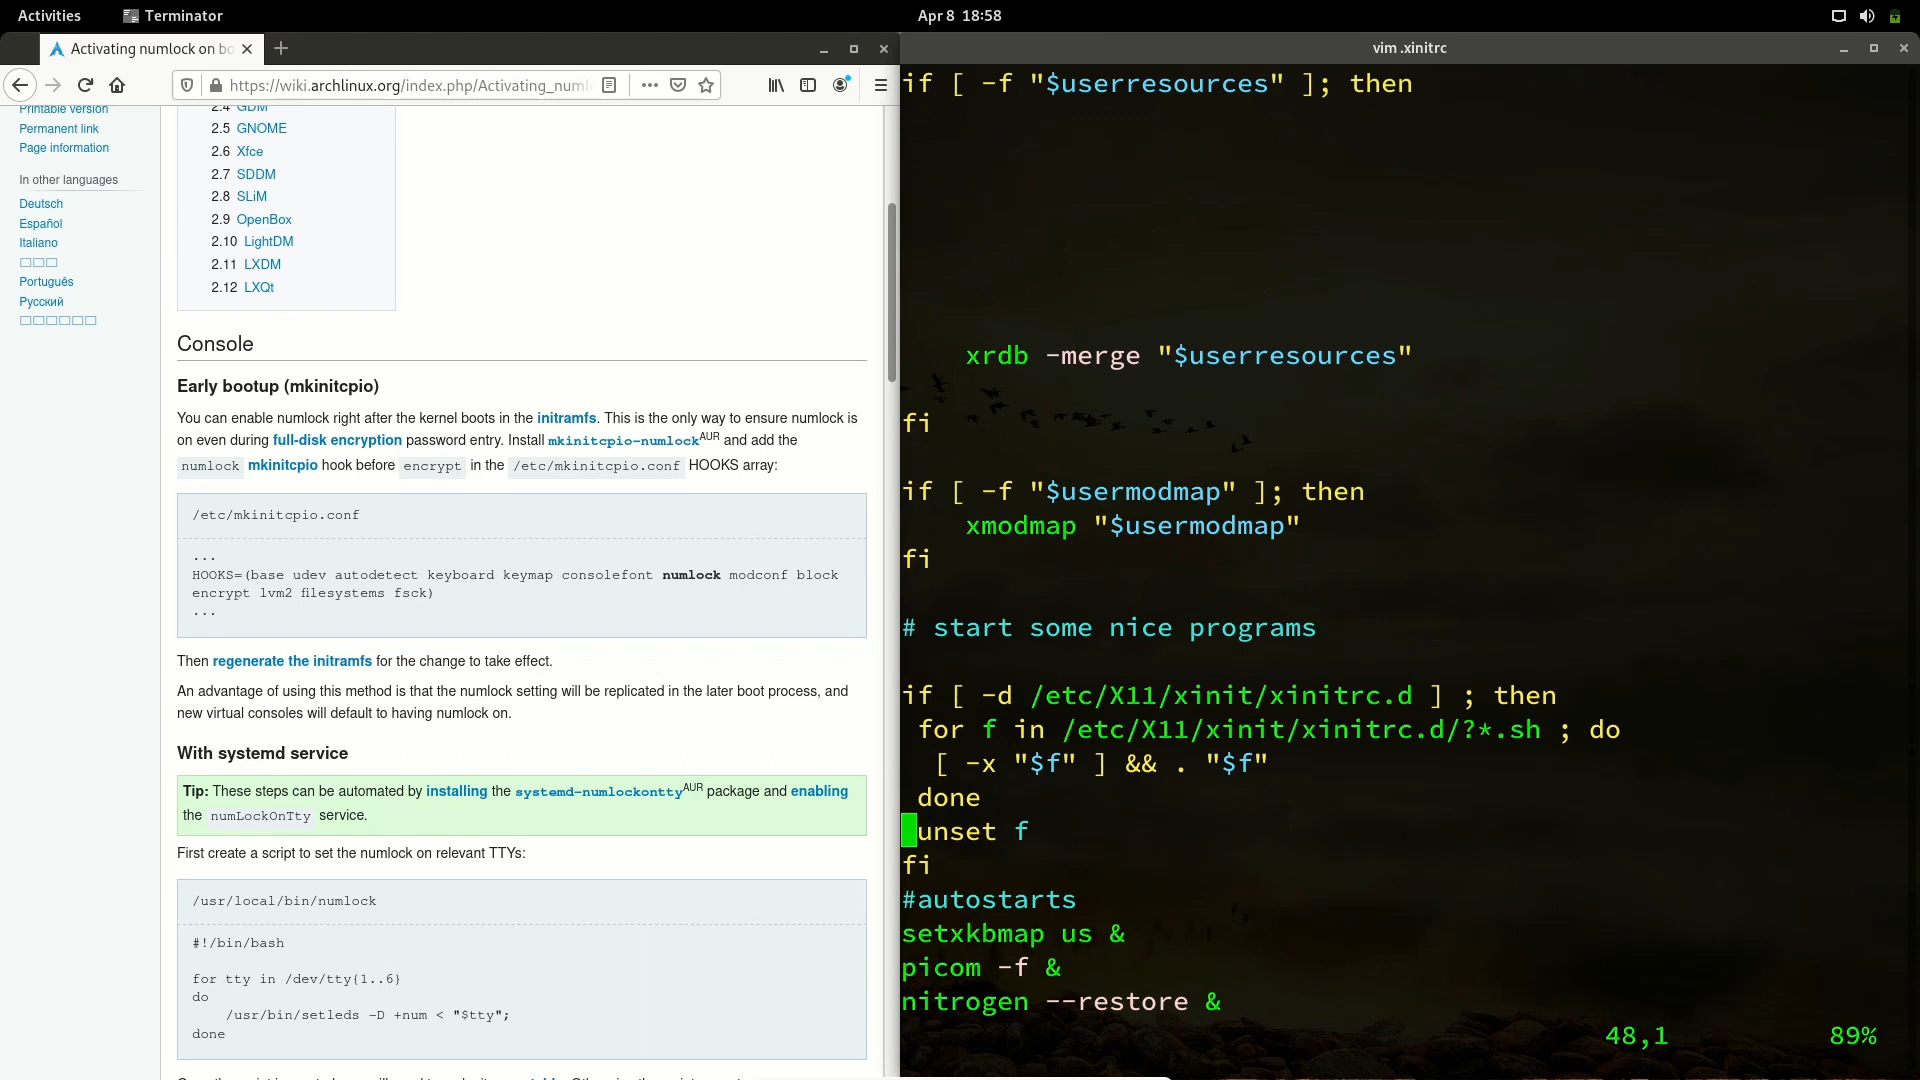 Activities
Terminator
Apr 8 18:58
Activating numlock on bo
vim .xinitrc
https://wiki.archlinux.org/index.php/Activating_numl
Printable version
Permanent link
Page information
In other languages
Deutsch
Español
Italiano
Português
Русский
2.4 GDM
2.5 GNOME
2.6 Xfce
2.7 SDDM
2.8 SLiM
2.9 OpenBox
2.10 LightDM
2.11 LXDM
2.12 LXQt
Console
Early bootup (mkinitcpio)
You can enable numlock right after the kernel boots in the initramfs. This is the only way to ensure numlock is
on even during full-disk encryption password entry. Install mkinitcpio-numlock AUR and add the
numlock mkinitcpio hook before encrypt in the /etc/mkinitcpio.conf HOOKS array:
/etc/mkinitcpio.conf
...
HOOKS=(base udev autodetect keyboard keymap consolefont numlock modconf block
encrypt lvm2 filesystems fsck)
...
Then regenerate the initramfs for the change to take effect.
An advantage of using this method is that the numlock setting will be replicated in the later boot process, and
new virtual consoles will default to having numlock on.
With systemd service
Tip: These steps can be automated by installing the systemd-numlockontty AUR package and enabling
the numLockOnTty service.
First create a script to set the numlock on relevant TTYs:
/usr/local/bin/numlock
#!/bin/bash
for tty in /dev/tty{1..6}
do
    /usr/bin/setleds -D +num < "$tty";
done
if [ -f "$userresources" ]; then
    xrdb -merge "$userresources"
fi
if [ -f "$usermodmap" ]; then
    xmodmap "$usermodmap"
fi
# start some nice programs
if [ -d /etc/X11/xinit/xinitrc.d ] ; then
 for f in /etc/X11/xinit/xinitrc.d/?*.sh ; do
  [ -x "$f" ] && . "$f"
 done
 unset f
fi
#autostarts
setxkbmap us &
picom -f &
nitrogen --restore &
48,1 89%